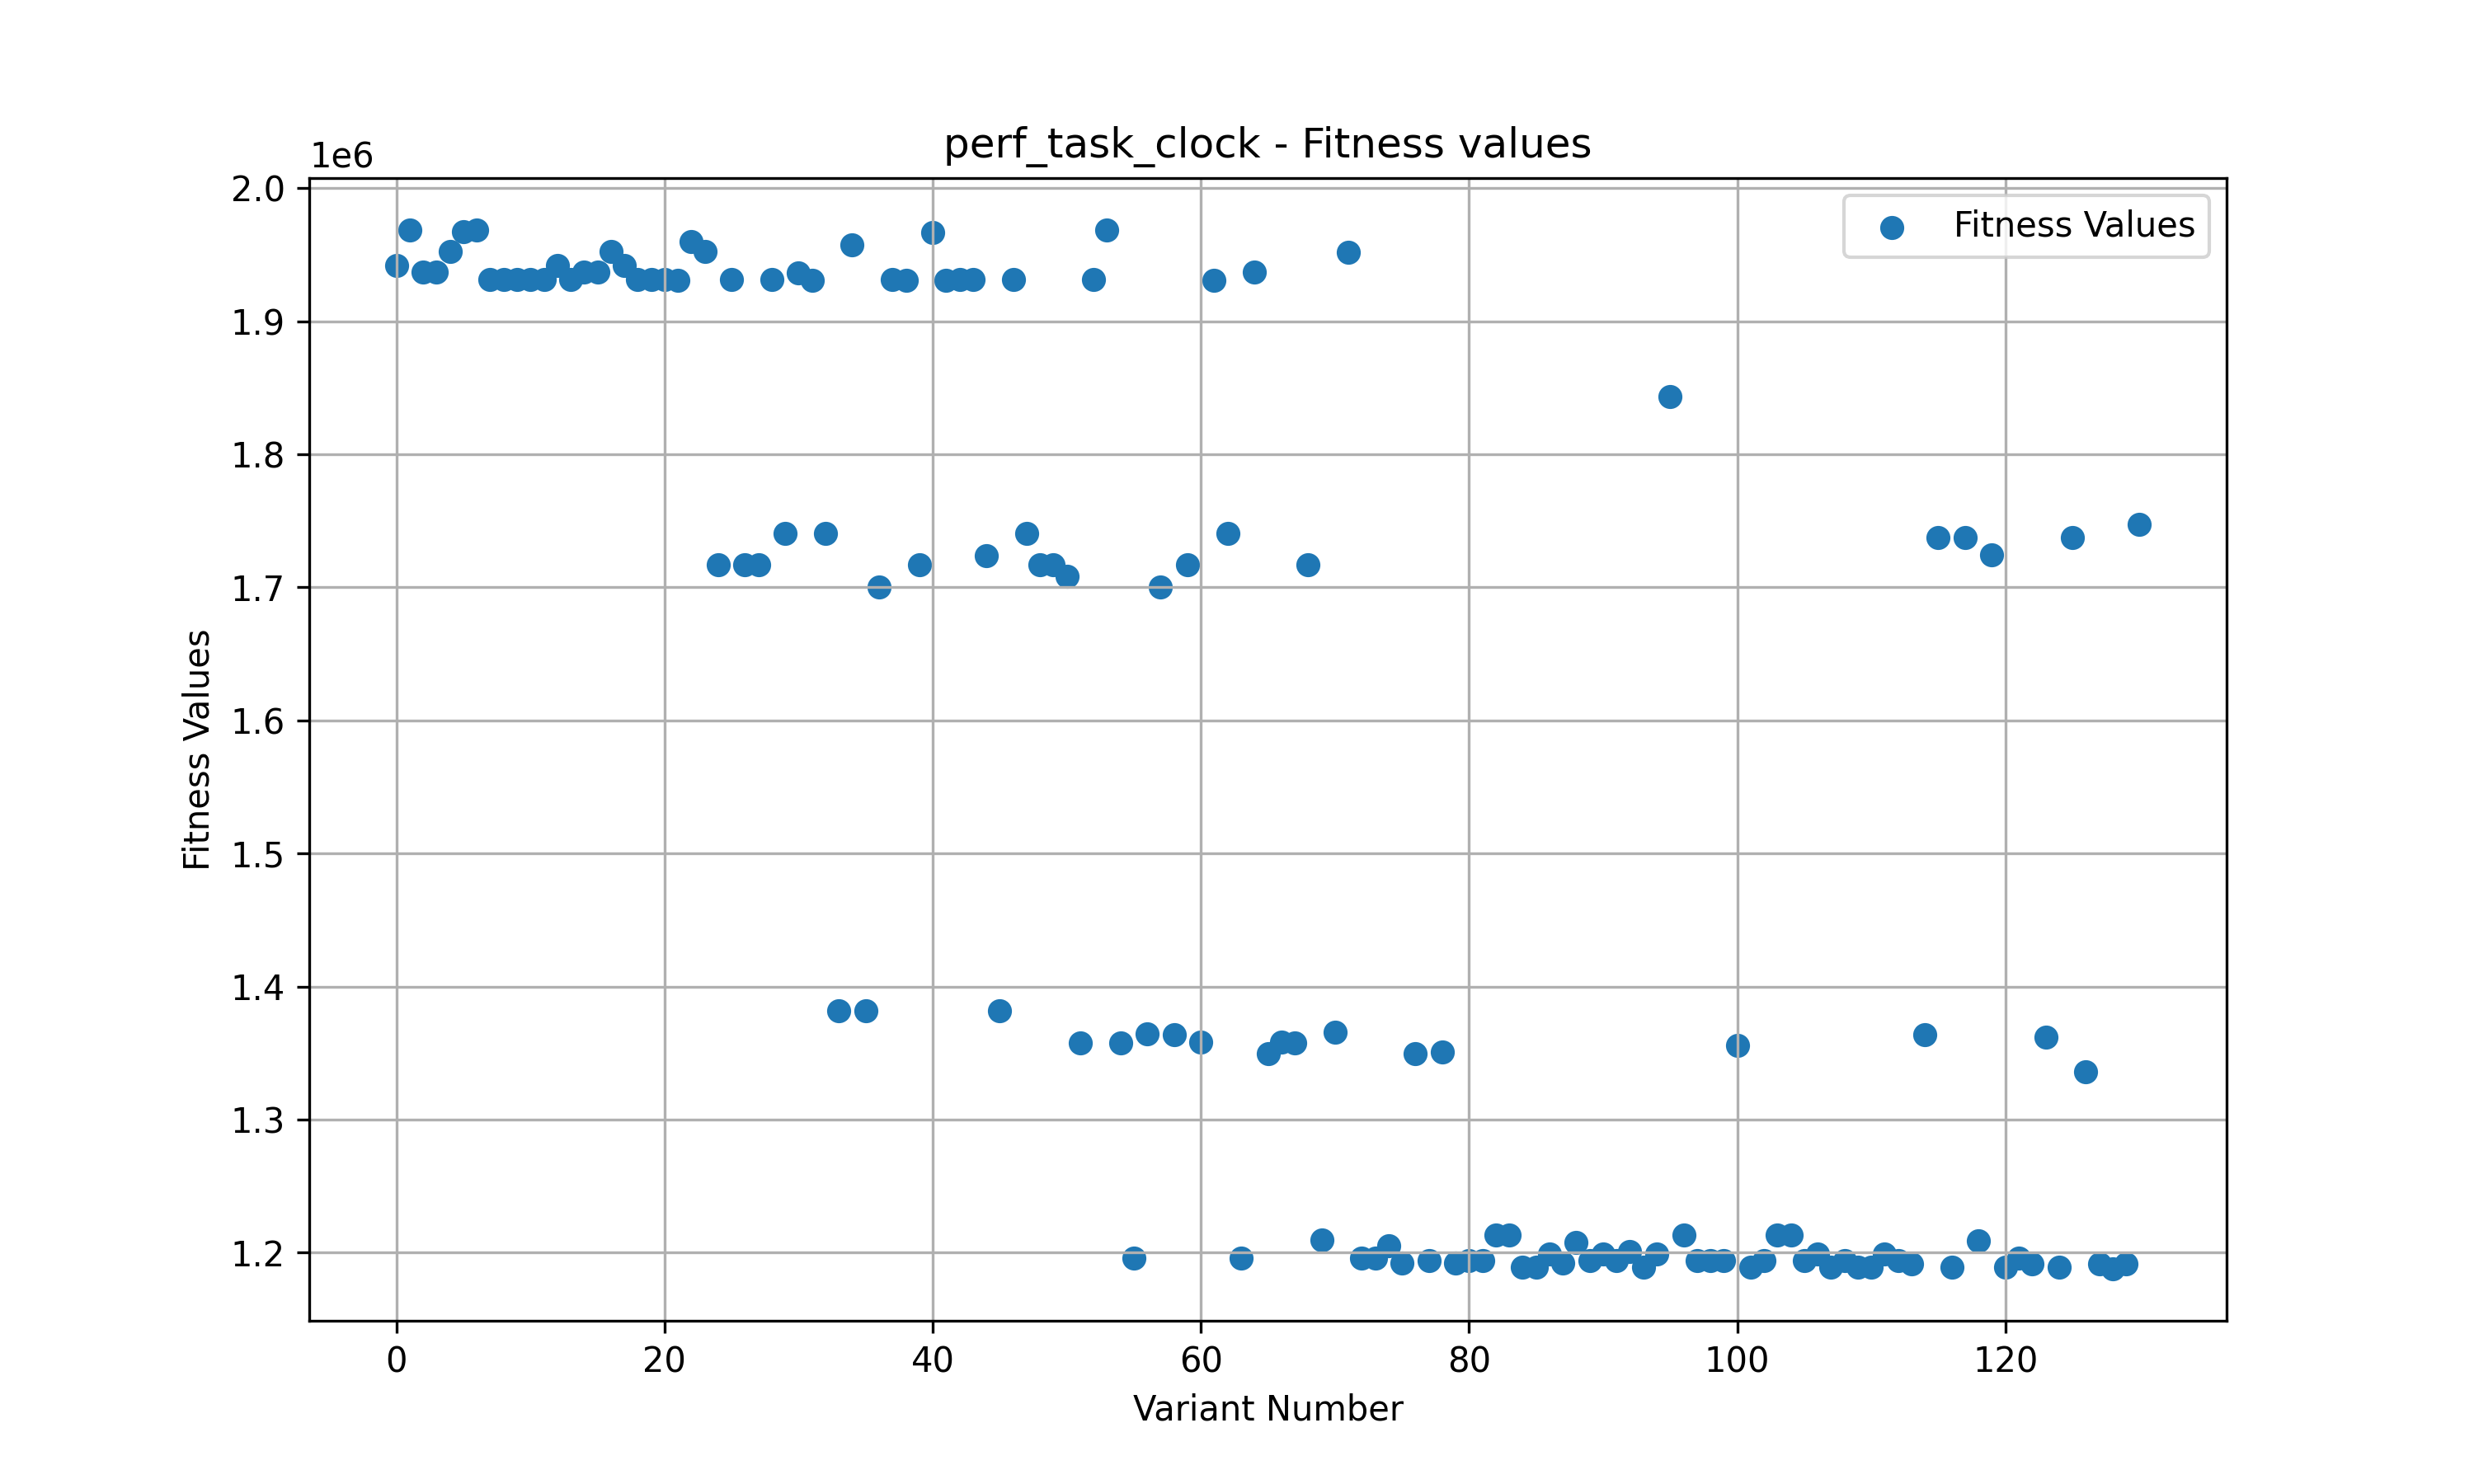 perf_task_clock - Fitness values
1e6
Fitness Values
2.0
1.9
1.8
1.7
1.6
1.5
1.4
1.3
1.2
Fitness Values
0 20 40 60 80 100 120
Variant Number